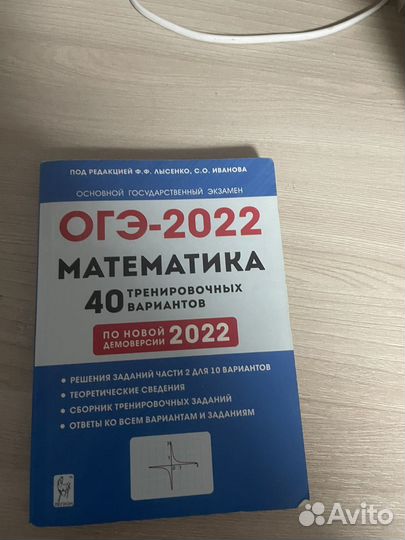 ПОД РЕДАКЦИЕЙ Ф.Ф. ЛЫСЕНКО, С.О. ИВАНОВА
ОСНОВНОЙ ГОСУДАРСТВЕННЫЙ ЭКЗАМЕН
ОГЭ-2022
МАТЕМАТИКА
40 ТРЕНИРОВОЧНЫХ
ВАРИАНТОВ
ПО НОВОЙ
ДЕМОВЕРСИИ 2022
• РЕШЕНИЯ ЗАДАНИЙ ЧАСТИ 2 ДЛЯ 10 ВАРИАНТОВ
• ТЕОРЕТИЧЕСКИЕ СВЕДЕНИЯ
• СБОРНИК ТРЕНИРОВОЧНЫХ ЗАДАНИЙ
• ОТВЕТЫ КО ВСЕМ ВАРИАНТАМ И ЗАДАНИЯМ
ЛЕГИОН
Avito